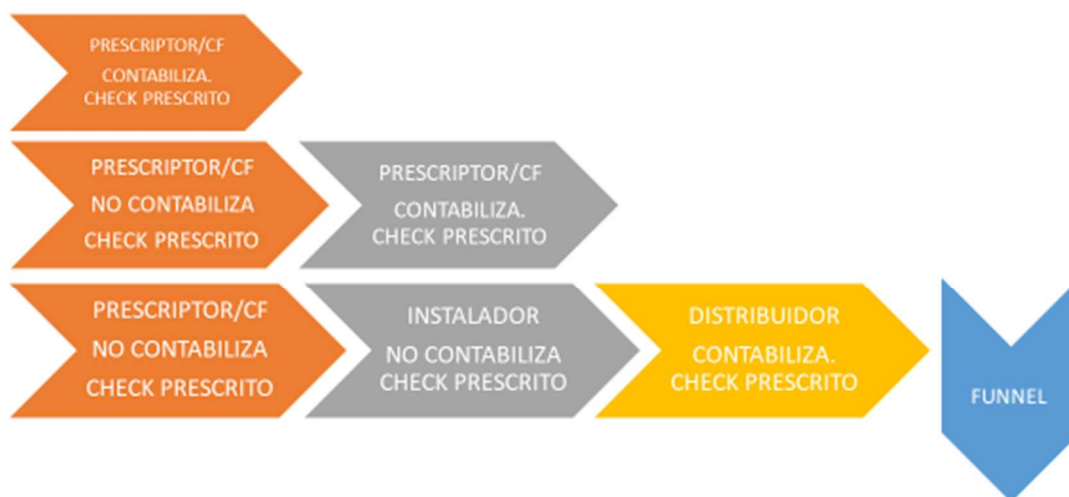 PRESCRIPTOR/CF
CONTABILIZA.
CHECK PRESCRITO
PRESCRIPTOR/CF
NO CONTABILIZA
CHECK PRESCRITO
PRESCRIPTOR/CF
CONTABILIZA.
CHECK PRESCRITO
PRESCRIPTOR/CF
NO CONTABILIZA
CHECK PRESCRITO
INSTALADOR
NO CONTABILIZA
CHECK PRESCRITO
DISTRIBUIDOR
CONTABILIZA.
CHECK PRESCRITO
FUNNEL